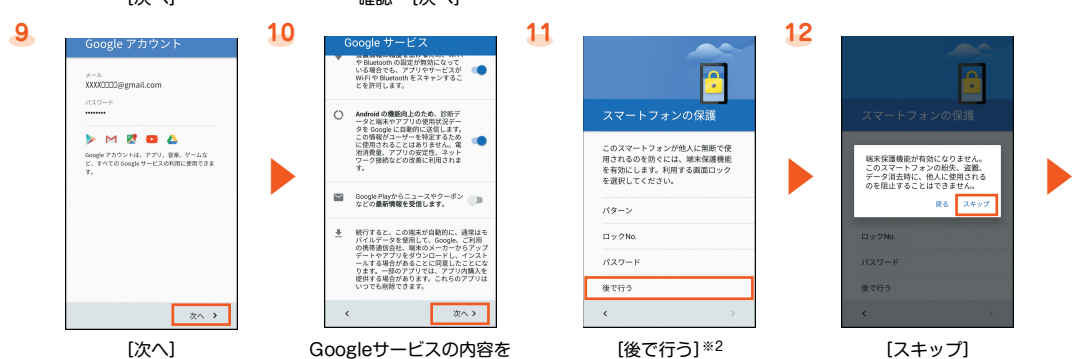 [次へ]
確認→[次へ]
9
Google アカウント
メール
XXXX□□□□@gmail.com
パスワード
••••••••
Google アカウントは、アプリ、音楽、ゲームな
ど、すべての Google サービスの利用に使用できま
す。
次へ
[次へ]
10
Google サービス
や Bluetooth の設定が無効になって
いる場合でも、アプリやサービスが
Wi-Fi や Bluetooth をスキャンするこ
とを許可します。
Android の機能向上のため、診断デ
ータと端末やアプリの使用状況デー
タを Google に自動的に送信します。
この情報がユーザーを特定するため
に使用されることはありません。電
池消費量、アプリの安定性、ネット
ワーク接続などの改善に利用されま
す。
Google Playからニュースやクーポン
などの最新情報を受信します。
続行すると、この端末が自動的に、通常はモ
バイルデータを使用して、Google、ご利用
の携帯通信会社、端末のメーカーからアップ
デートやアプリをダウンロードし、インスト
ールする場合があることに同意したことにな
ります。一部のアプリでは、アプリ内購入を
提供する場合があります。これらのアプリは
いつでも削除できます。
次へ
Googleサービスの内容を
11
スマートフォンの保護
このスマートフォンが他人に無断で使
用されるのを防ぐには、端末保護機能
を有効にします。利用する画面ロック
を選択してください。
パターン
ロックNo.
パスワード
後で行う
[後で行う]※2
12
スマートフォンの保護
端末保護機能が有効になりません。
このスマートフォンの紛失、盗難、
データ消去時に、他人に使用される
のを阻止することはできません。
戻る スキップ
ロックNo.
パスワード
後で行う
[スキップ]